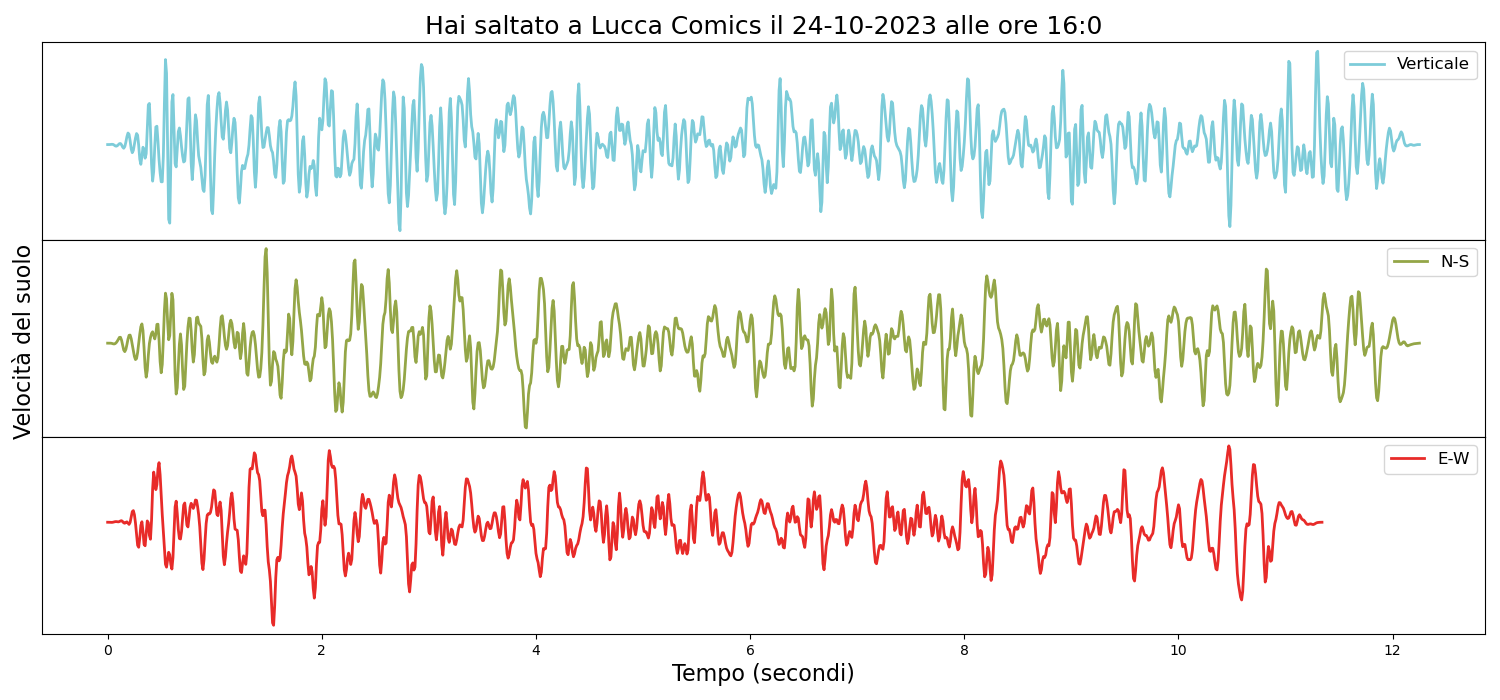 Hai saltato a Lucca Comics il 24-10-2023 alle ore 16:0
Verticale
N-S
E-W
Velocità del suolo
0 2 4 6 8 10 12
Tempo (secondi)